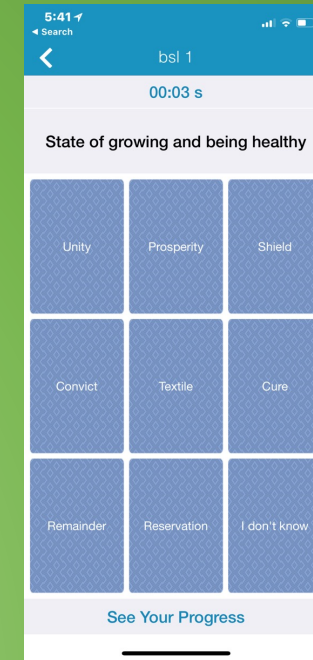 5:41
◀ Search
bsl 1
00:03 s
State of growing and being healthy
Unity Prosperity Shield
Convict Textile Cure
Remainder Reservation I don't know
See Your Progress